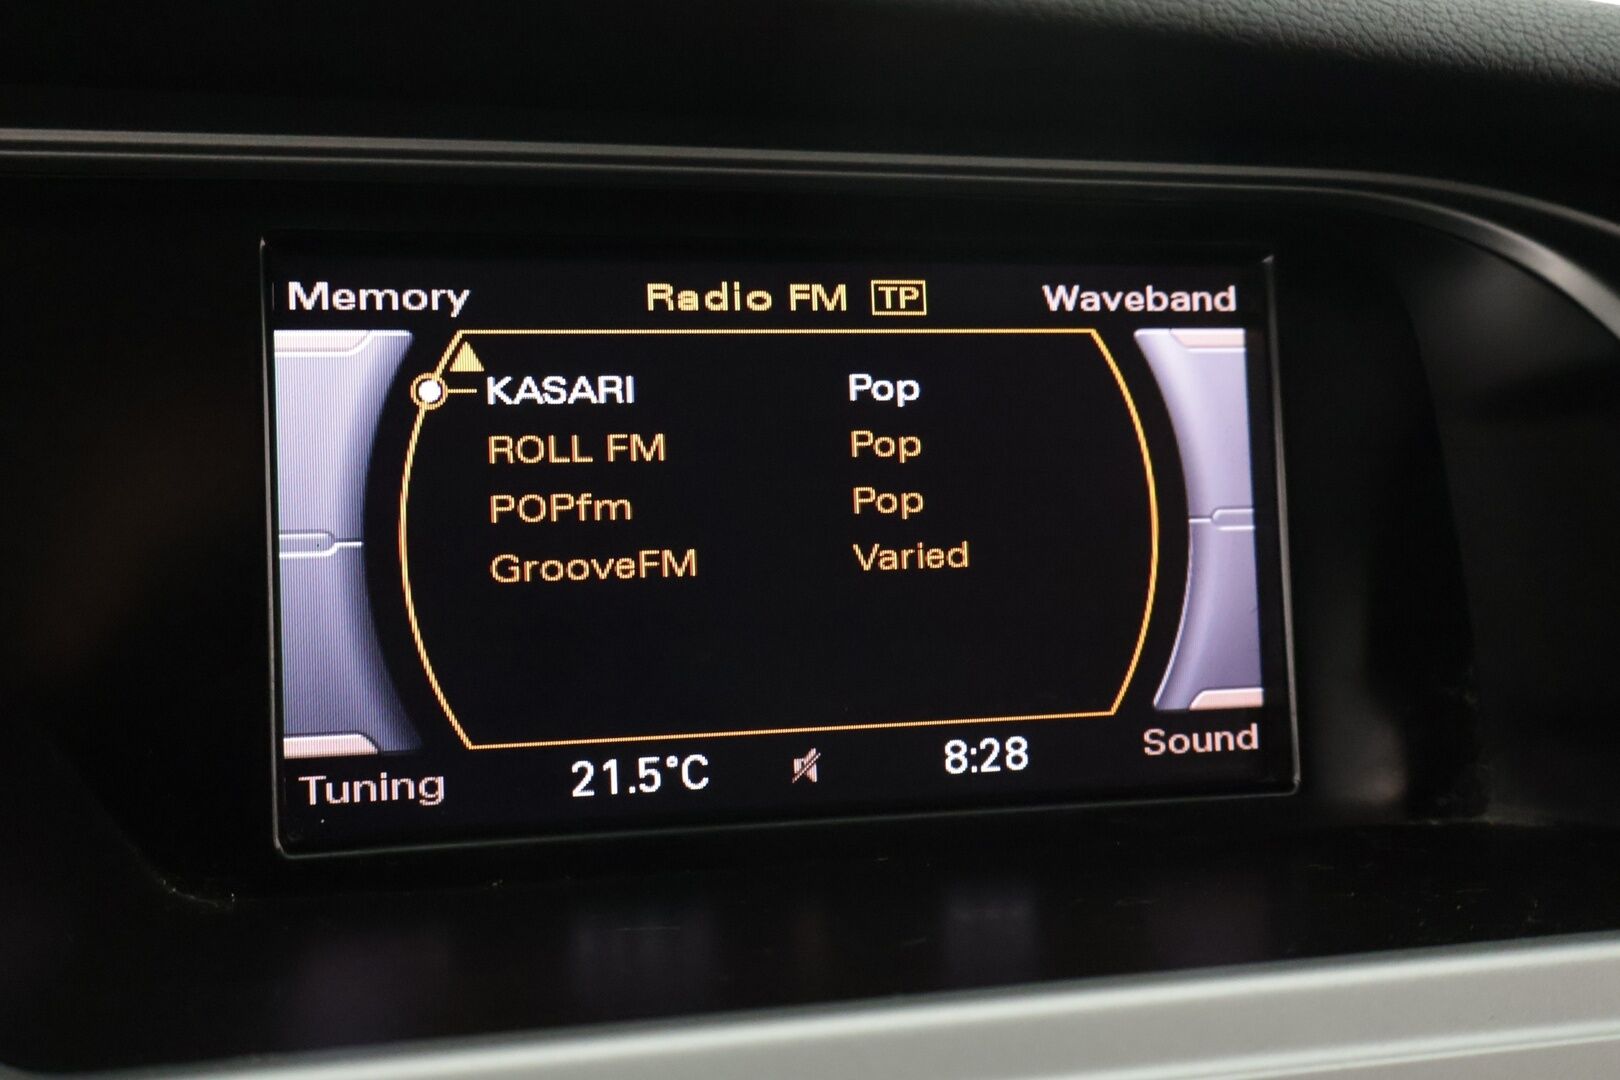 Memory Radio FM TP Waveband
KASARI Pop
ROLL FM Pop
POPfm Pop
GrooveFM Varied
Tuning 21.5°C 8:28 Sound